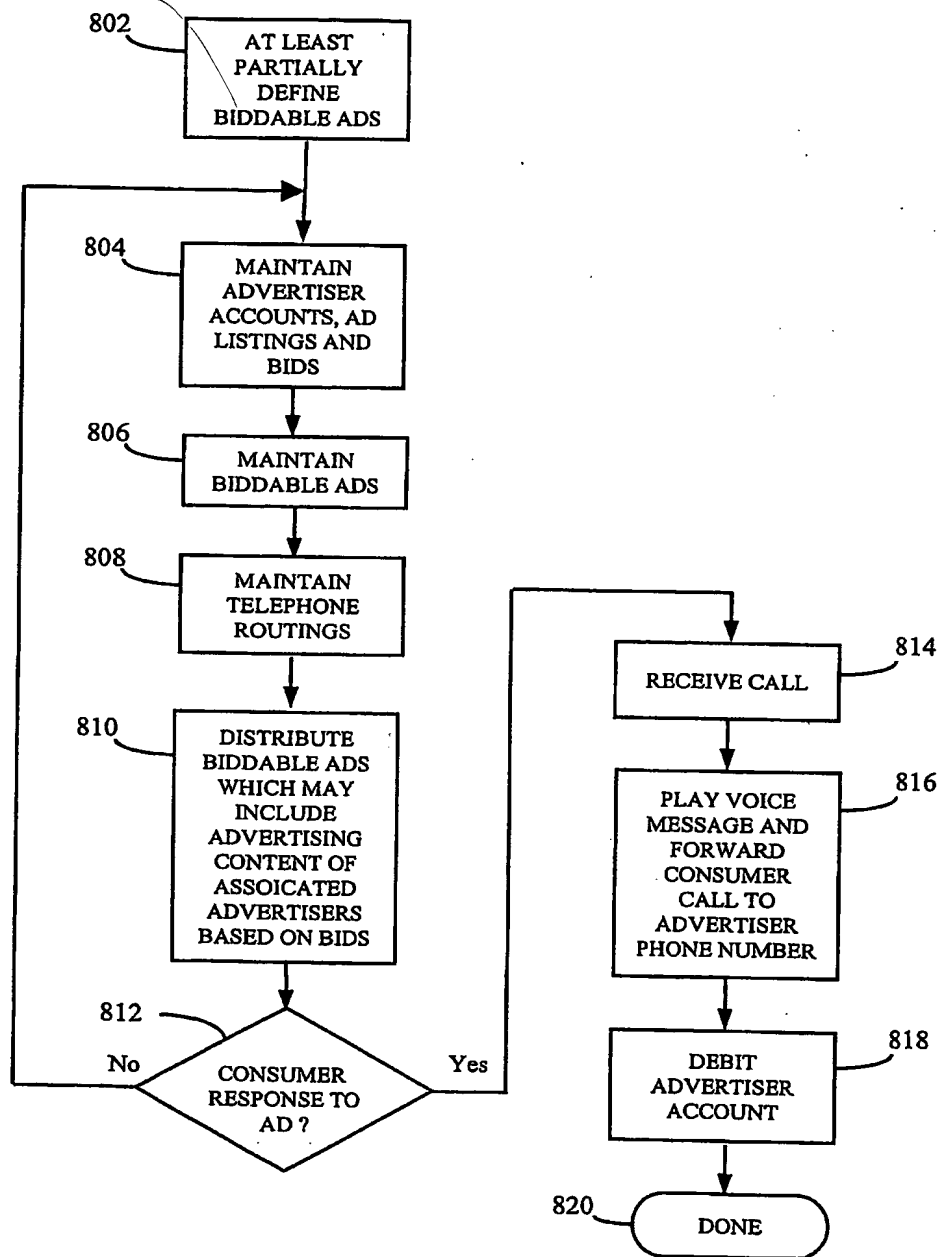 802
AT LEAST
PARTIALLY
DEFINE
BIDDABLE ADS
804
MAINTAIN
ADVERTISER
ACCOUNTS, AD
LISTINGS AND
BIDS
806
MAINTAIN
BIDDABLE ADS
808
MAINTAIN
TELEPHONE
ROUTINGS
810
DISTRIBUTE
BIDDABLE ADS
WHICH MAY
INCLUDE
ADVERTISING
CONTENT OF
ASSOICATED
ADVERTISERS
BASED ON BIDS
812
No
CONSUMER
RESPONSE TO
AD ?
Yes
814
RECEIVE CALL
816
PLAY VOICE
MESSAGE AND
FORWARD
CONSUMER
CALL TO
ADVERTISER
PHONE NUMBER
818
DEBIT
ADVERTISER
ACCOUNT
820
DONE